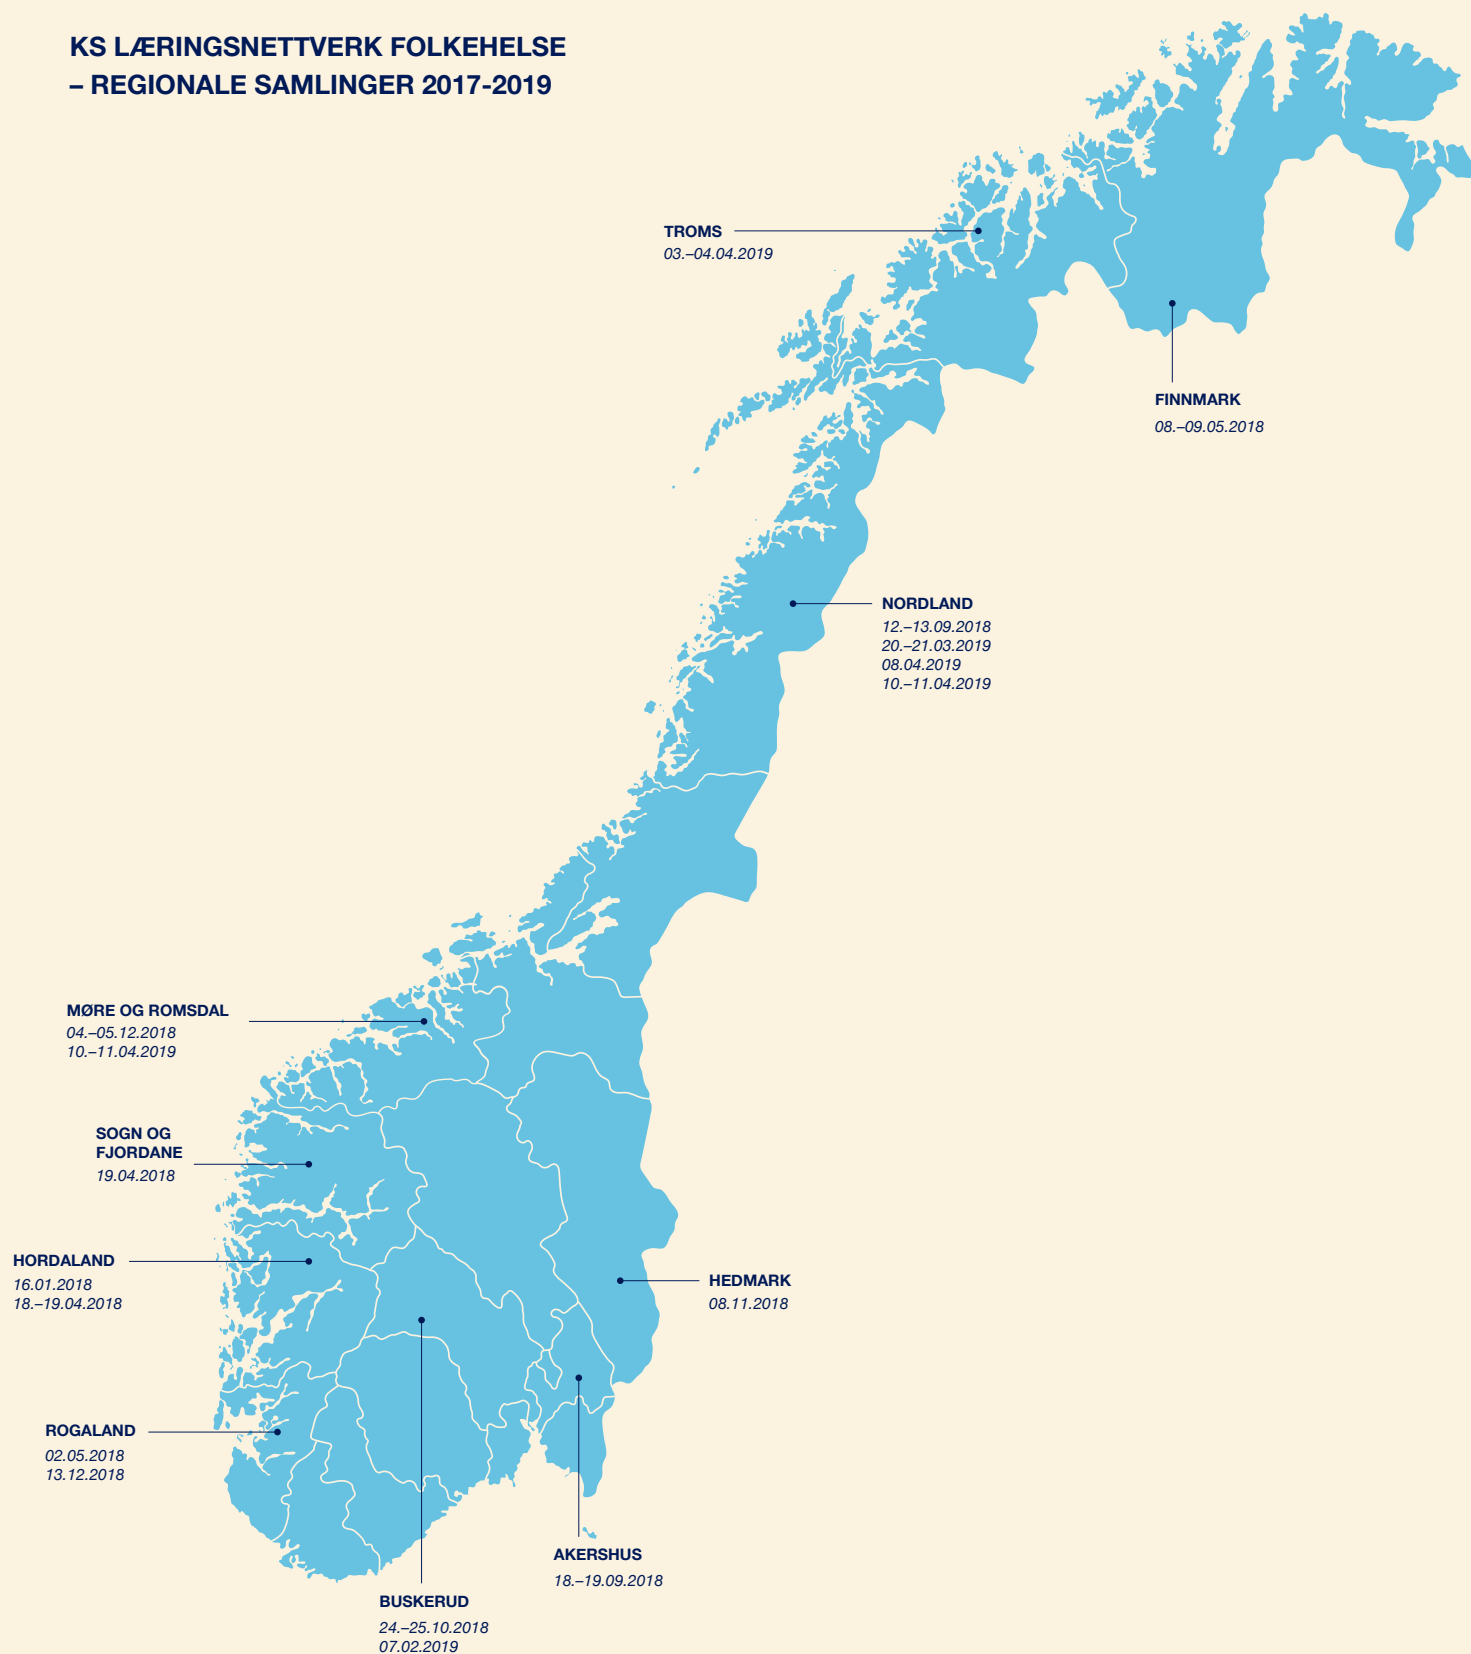 KS LÆRINGSNETTVERK FOLKEHELSE
– REGIONALE SAMLINGER 2017-2019
TROMS
03.–04.04.2019
FINNMARK
08.–09.05.2018
NORDLAND
12.–13.09.2018
20.–21.03.2019
08.04.2019
10.–11.04.2019
MØRE OG ROMSDAL
04.–05.12.2018
10.–11.04.2019
SOGN OG
FJORDANE
19.04.2018
HORDALAND
16.01.2018
18.–19.04.2018
HEDMARK
08.11.2018
ROGALAND
02.05.2018
13.12.2018
AKERSHUS
18.–19.09.2018
BUSKERUD
24.–25.10.2018
07.02.2019